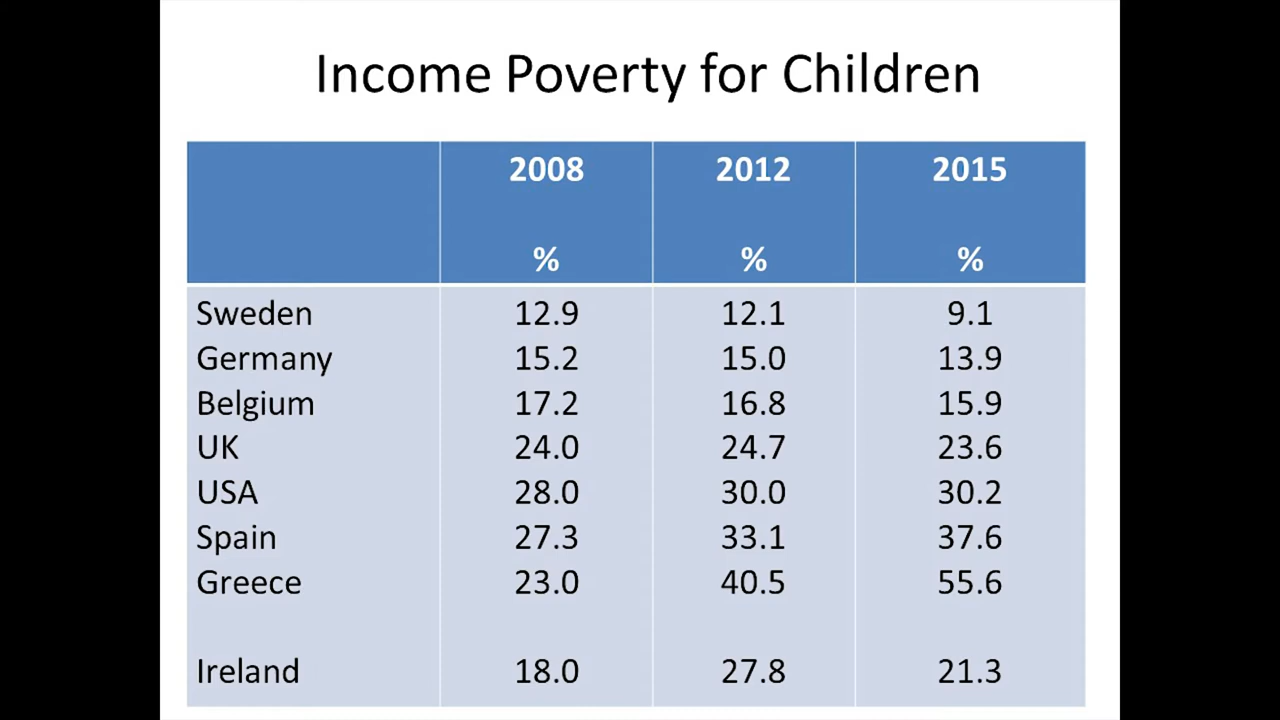 Income Poverty for Children
2008 2012 2015
% % %
Sweden 12.9 12.1 9.1
Germany 15.2 15.0 13.9
Belgium 17.2 16.8 15.9
UK 24.0 24.7 23.6
USA 28.0 30.0 30.2
Spain 27.3 33.1 37.6
Greece 23.0 40.5 55.6
Ireland 18.0 27.8 21.3